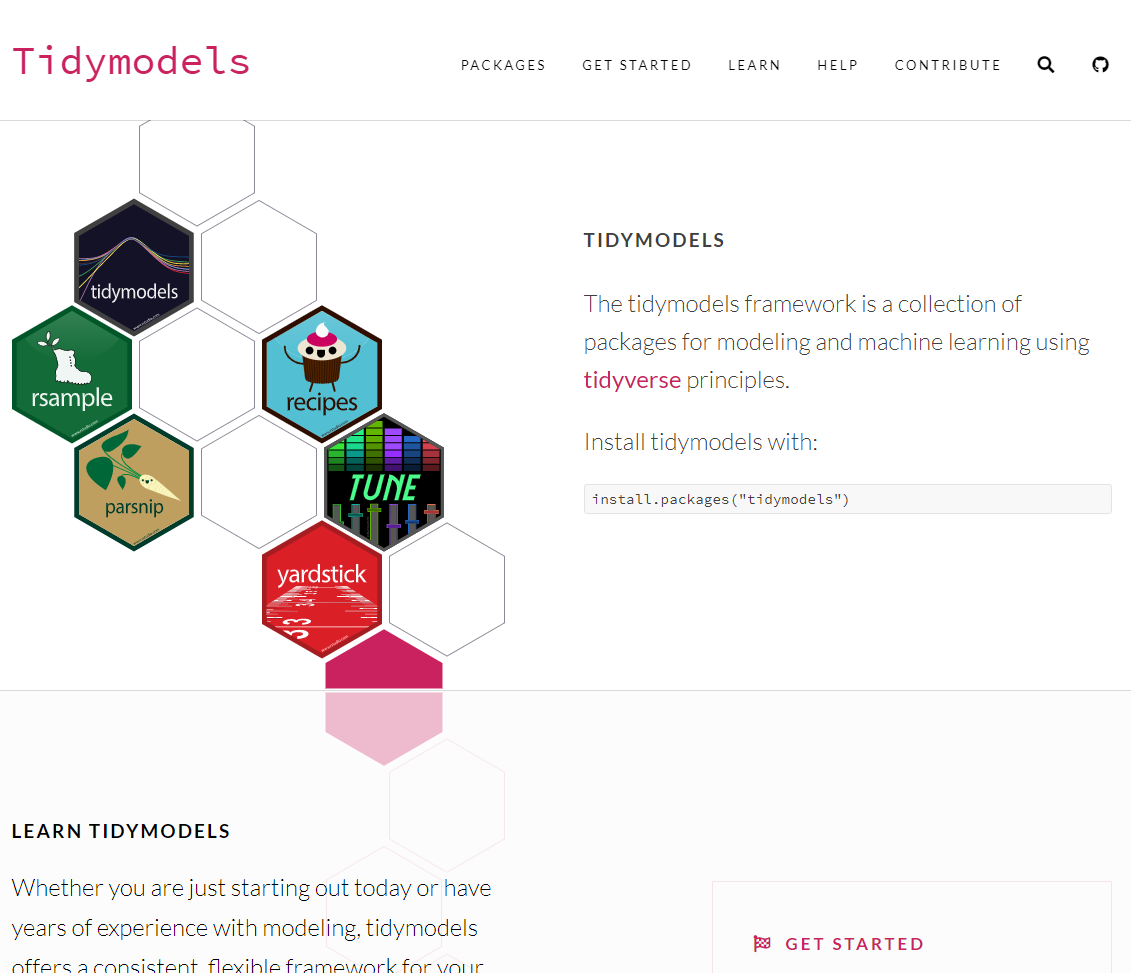 Tidymodels
PACKAGES GET STARTED LEARN HELP CONTRIBUTE
tidymodels
rsample
recipes
parsnip
TUNE
yardstick
TIDYMODELS
The tidymodels framework is a collection of
packages for modeling and machine learning using
tidyverse principles.
Install tidymodels with:
install.packages("tidymodels")
LEARN TIDYMODELS
Whether you are just starting out today or have
years of experience with modeling, tidymodels
offers a consistent, flexible framework for your
GET STARTED